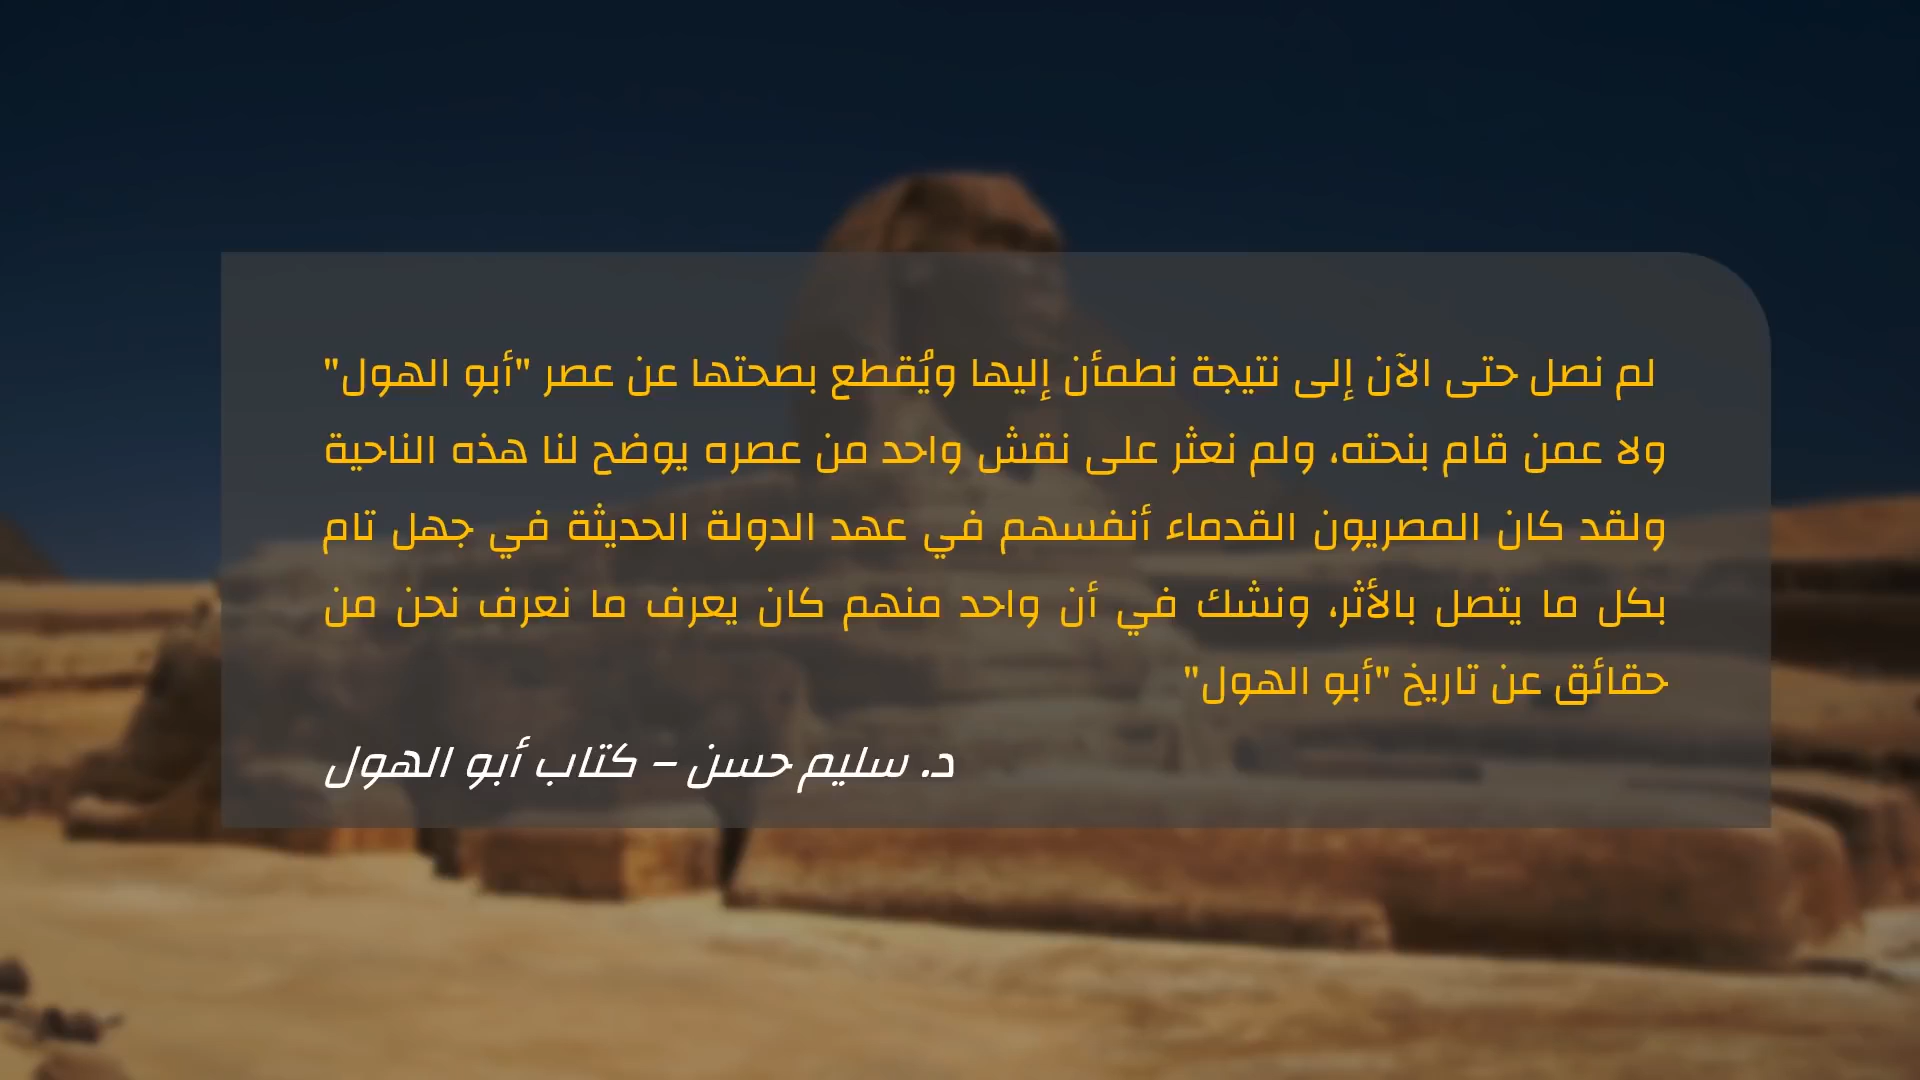 لم نصل حتى الآن إلى نتيجة نطمأن إليها ويُقطع بصحتها عن عصر "أبو الهول"
ولا عمن قام بنحته، ولم نعثر على نقش واحد من عصره يوضح لنا هذه الناحية
ولقد كان المصريون القدماء أنفسهم في عهد الدولة الحديثة في جهل تام
بكل ما يتصل بالأثر، ونشك في أن واحد منهم كان يعرف ما نعرف نحن من
حقائق عن تاريخ "أبو الهول"
د. سليم حسن – كتاب أبو الهول